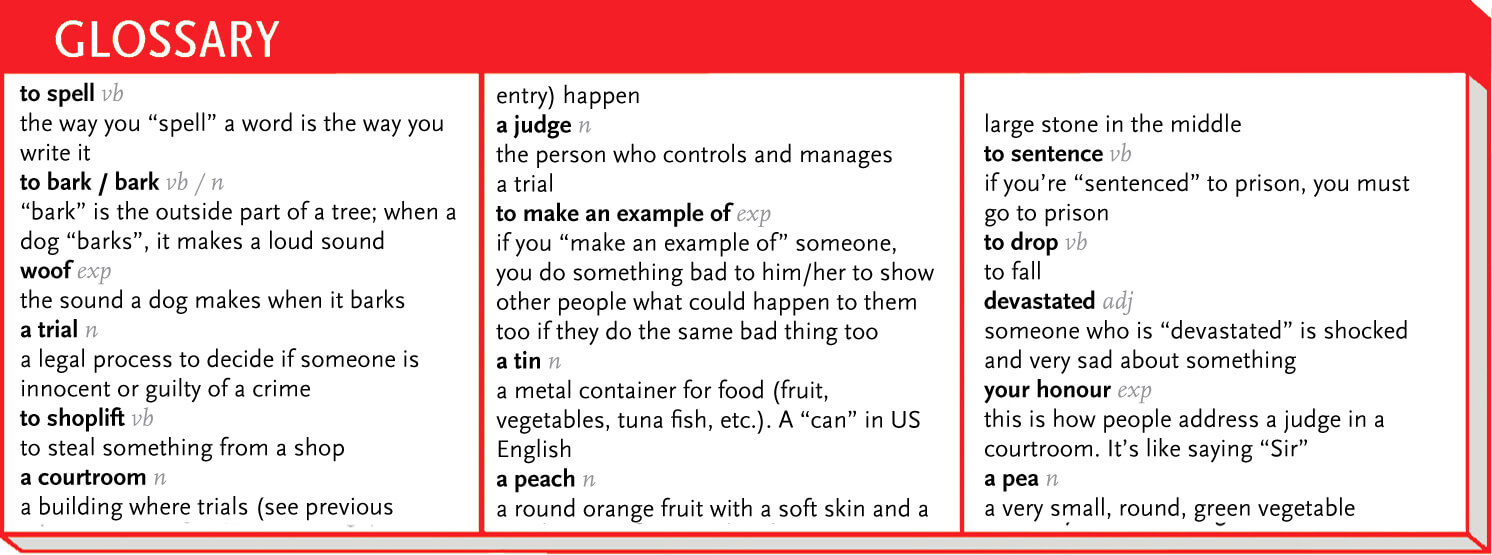 GLOSSARY
to spell vb
the way you “spell” a word is the way you
write it
to bark / bark vb / n
“bark” is the outside part of a tree; when a
dog “barks”, it makes a loud sound
woof exp
the sound a dog makes when it barks
a trial n
a legal process to decide if someone is
innocent or guilty of a crime
to shoplift vb
to steal something from a shop
a courtroom n
a building where trials (see previous
entry) happen
a judge n
the person who controls and manages
a trial
to make an example of exp
if you “make an example of” someone,
you do something bad to him/her to show
other people what could happen to them
too if they do the same bad thing too
a tin n
a metal container for food (fruit,
vegetables, tuna fish, etc.). A “can” in US
English
a peach n
a round orange fruit with a soft skin and a
large stone in the middle
to sentence vb
if you’re “sentenced” to prison, you must
go to prison
to drop vb
to fall
devastated adj
someone who is “devastated” is shocked
and very sad about something
your honour exp
this is how people address a judge in a
courtroom. It’s like saying “Sir”
a pea n
a very small, round, green vegetable